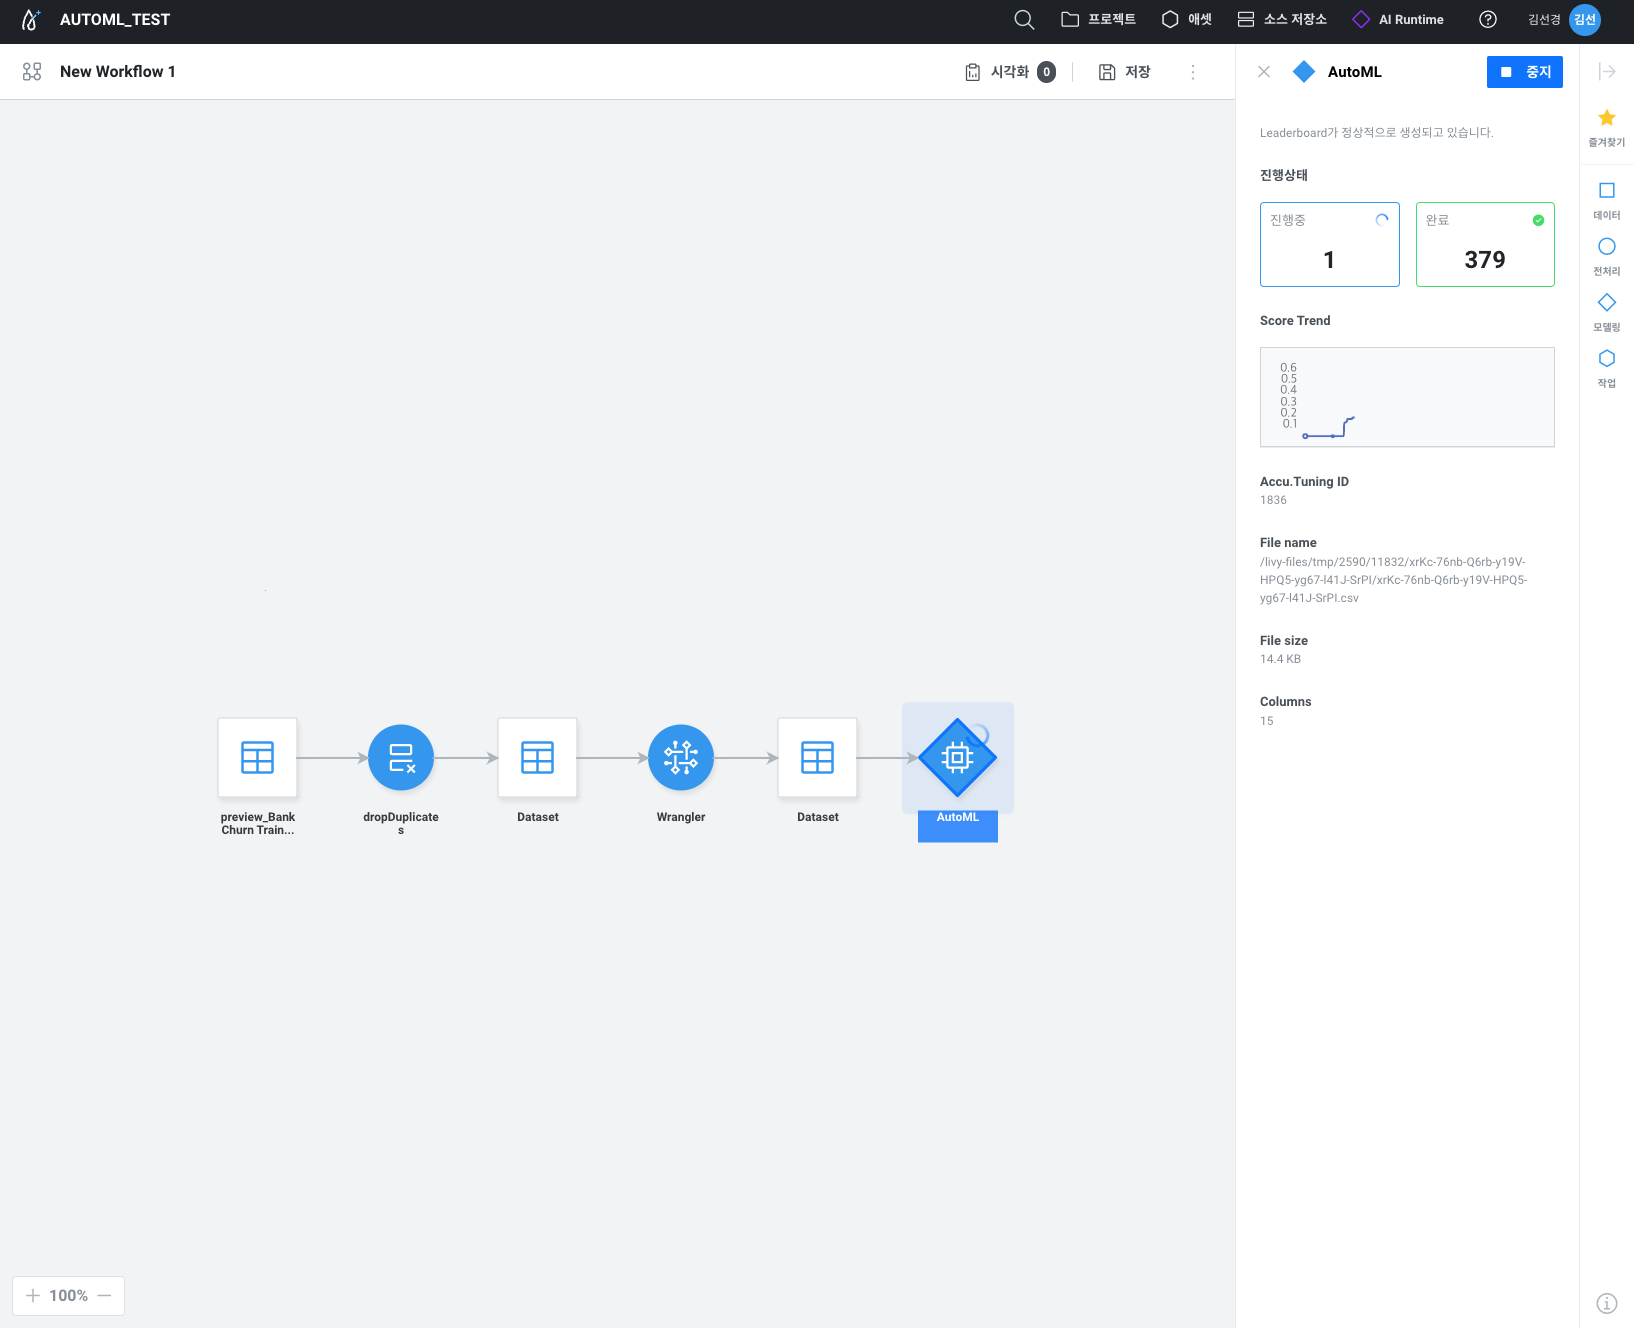 AUTOML_TEST
프로젝트
애셋
소스 저장소
AI Runtime
김선경
김선
New Workflow 1
시각화 0
저장
AutoML
중지
Leaderboard가 정상적으로 생성되고 있습니다.
진행상태
진행중
1
완료
379
Score Trend
0.6
0.5
0.4
0.3
0.2
0.1
Accu.Tuning ID
1836
File name
/livy-files/tmp/2590/11832/xrKc-76nb-Q6rb-y19V-
HPQ5-yg67-l41J-SrPI/xrKc-76nb-Q6rb-y19V-HPQ5-
yg67-l41J-SrPI.csv
File size
14.4 KB
Columns
15
즐겨찾기
데이터
전처리
모델링
작업
preview_Bank
Churn Train...
dropDuplicate
s
Dataset
Wrangler
Dataset
AutoML
100%